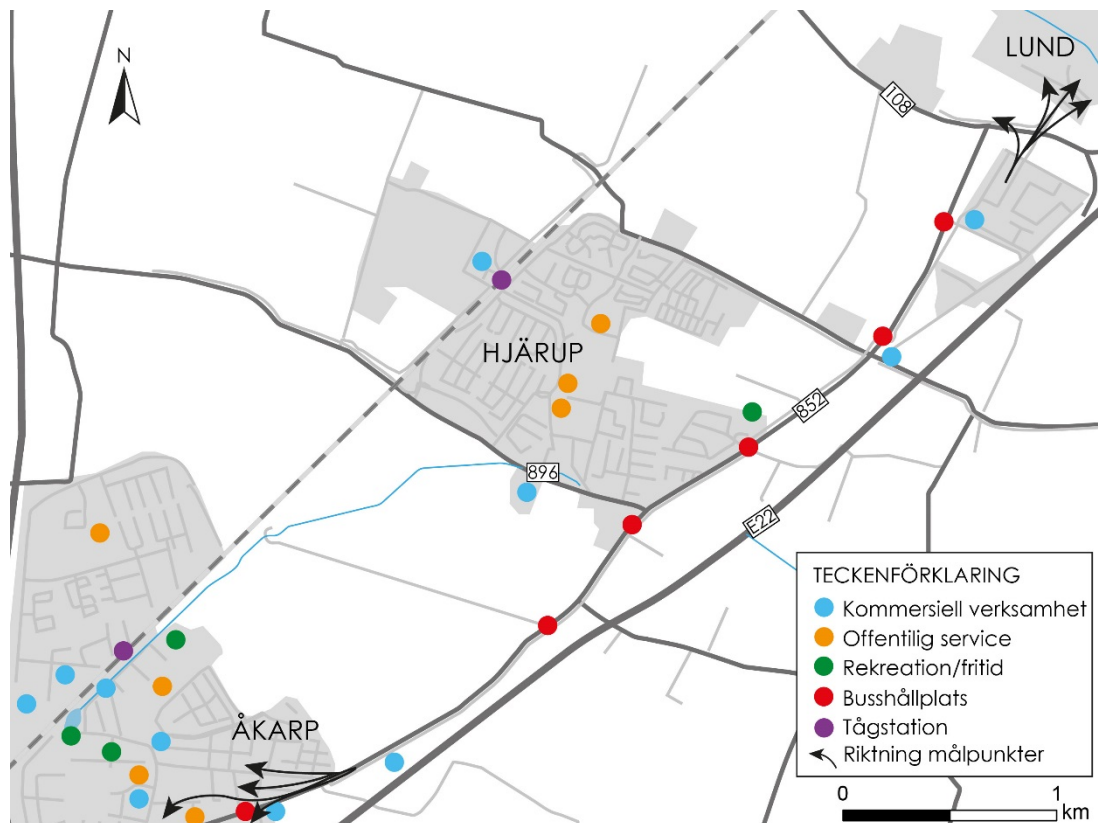 N
LUND
108
HJÄRUP
852
896
E22
ÅKARP
TECKENFÖRKLARING
Kommersiell verksamhet
Offentilig service
Rekreation/fritid
Busshållplats
Tågstation
Riktning målpunkter
0 1
km